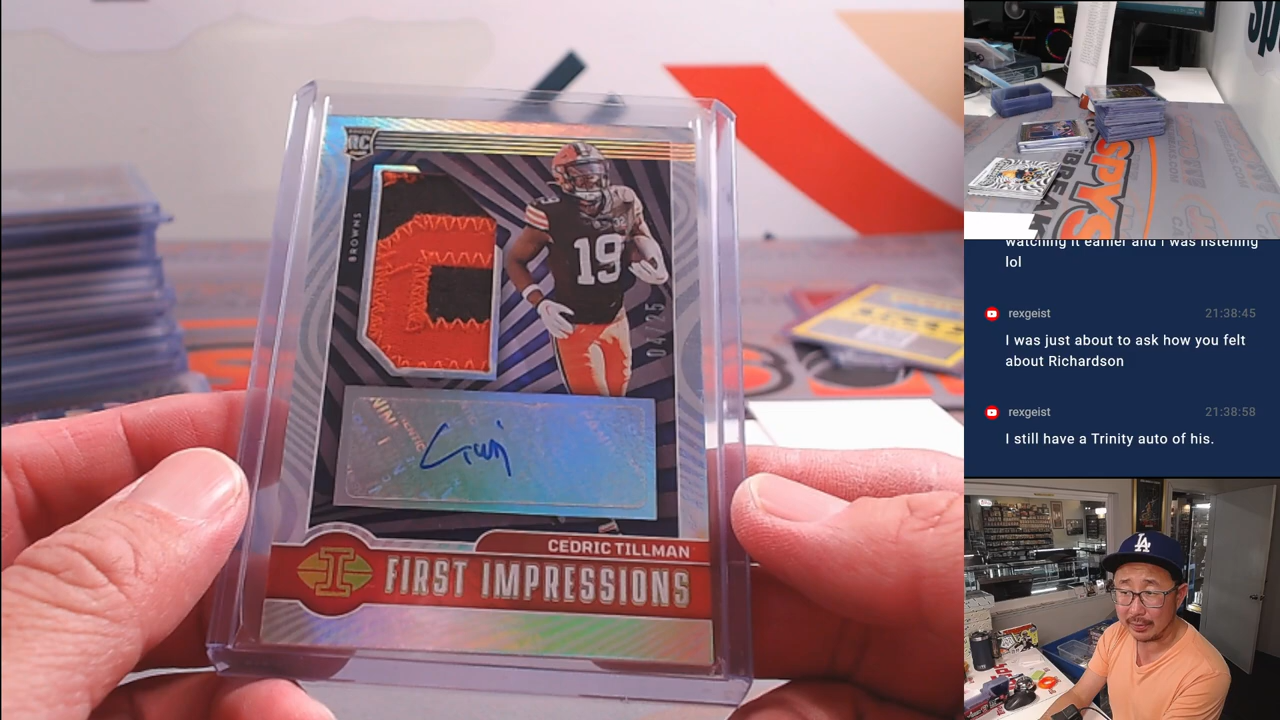 RC
BROWNS
19
04/25
CEDRIC TILLMAN
FIRST IMPRESSIONS
SPYS
BREAK
LA
watching it earlier and I was listening
lol
rexgeist 21:38:45
I was just about to ask how you felt
about Richardson
rexgeist 21:38:58
I still have a Trinity auto of his.